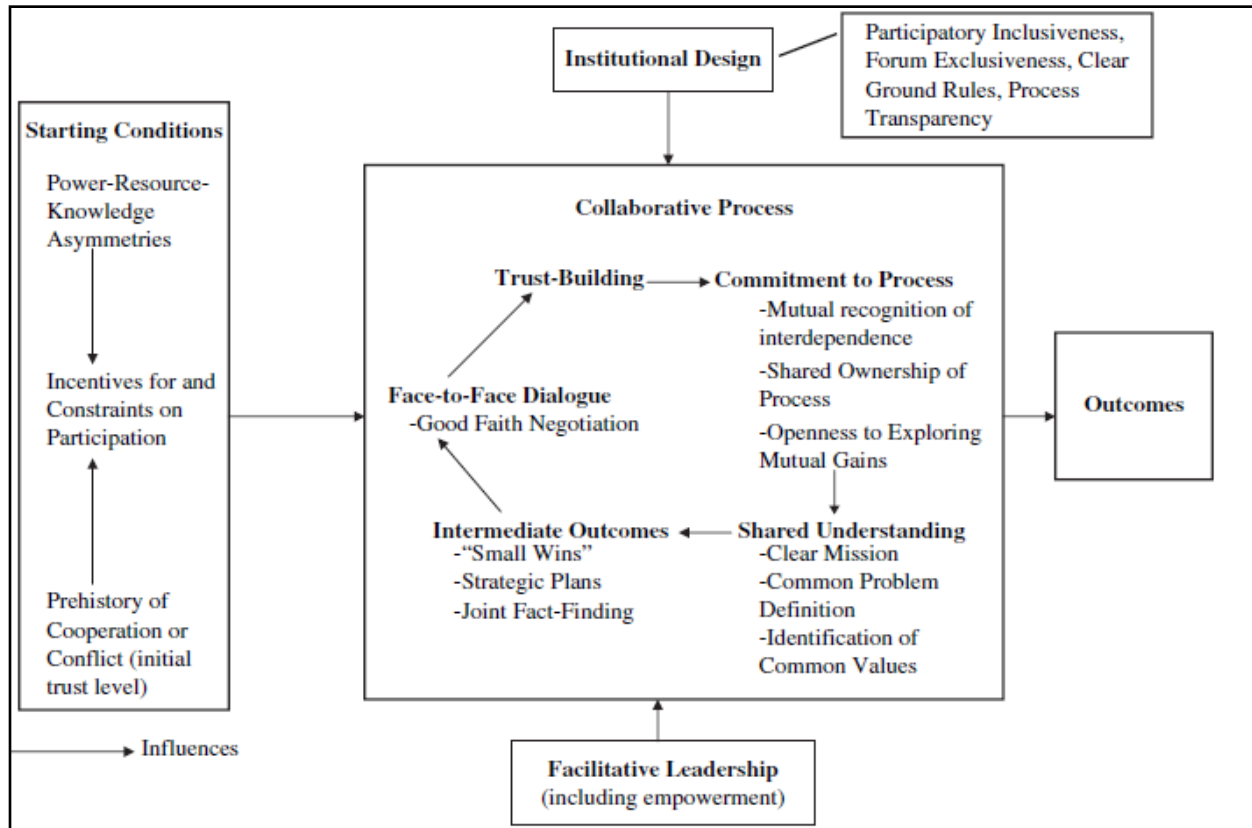 Institutional Design
Participatory Inclusiveness,
Forum Exclusiveness, Clear
Ground Rules, Process
Transparency
Starting Conditions
Power-Resource-
Knowledge
Asymmetries
Incentives for and
Constraints on
Participation
Prehistory of
Cooperation or
Conflict (initial
trust level)
Influences
Collaborative Process
Trust-Building
Commitment to Process
-Mutual recognition of
interdependence
-Shared Ownership of
Process
-Openness to Exploring
Mutual Gains
Face-to-Face Dialogue
-Good Faith Negotiation
Intermediate Outcomes
-“Small Wins”
-Strategic Plans
-Joint Fact-Finding
Shared Understanding
-Clear Mission
-Common Problem
Definition
-Identification of
Common Values
Outcomes
Facilitative Leadership
(including empowerment)